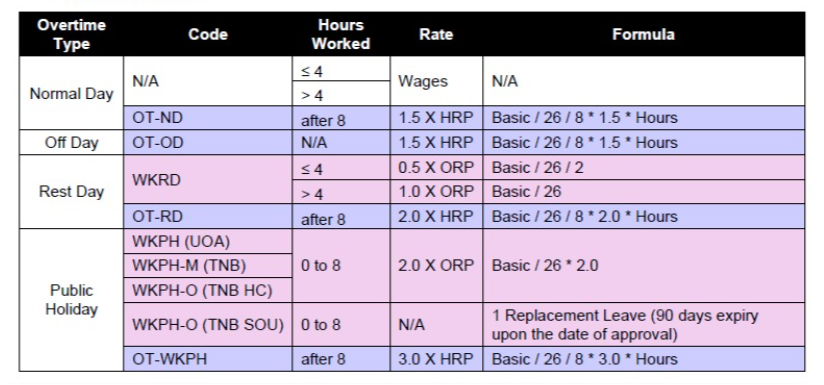 Overtime Type Code Hours Worked Rate Formula
Normal Day N/A ≤ 4 Wages N/A
> 4
OT-ND after 8 1.5 X HRP Basic / 26 / 8 * 1.5 * Hours
Off Day OT-OD N/A 1.5 X HRP Basic / 26 / 8 * 1.5 * Hours
Rest Day WKRD ≤ 4 0.5 X ORP Basic / 26 / 2
> 4 1.0 X ORP Basic / 26
OT-RD after 8 2.0 X HRP Basic / 26 / 8 * 2.0 * Hours
Public Holiday WKPH (UOA) 0 to 8 2.0 X ORP Basic / 26 * 2.0
WKPH-M (TNB)
WKPH-O (TNB HC)
WKPH-O (TNB SOU) 0 to 8 N/A 1 Replacement Leave (90 days expiry
upon the date of approval)
OT-WKPH after 8 3.0 X HRP Basic / 26 / 8 * 3.0 * Hours